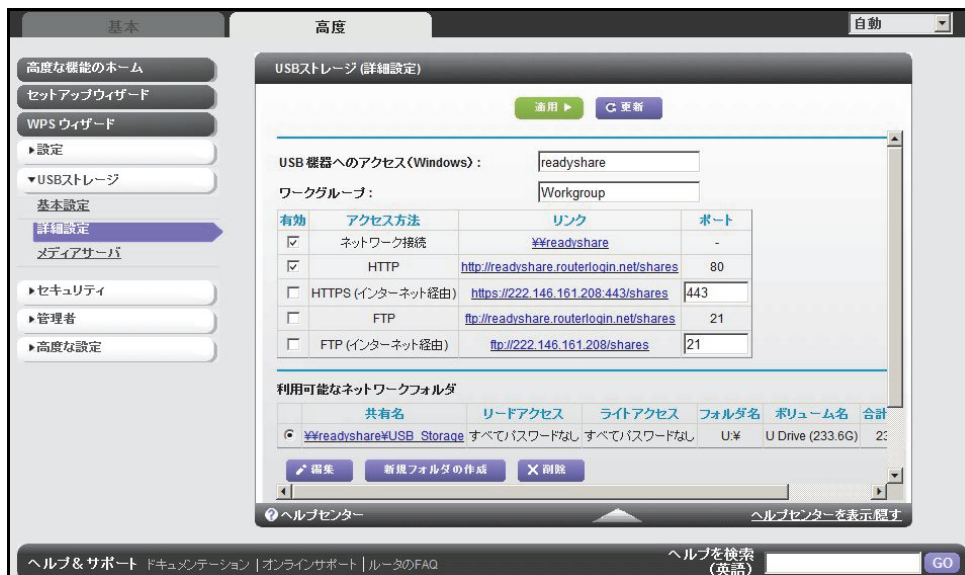 基本
高度
自動
高度な機能のホーム
セットアップウィザード
WPS ウィザード
▶設定
▼USBストレージ
基本設定
詳細設定
メディアサーバ
▶セキュリティ
▶管理者
▶高度な設定
USBストレージ (詳細設定)
適用 ▶
更新
USB 機器へのアクセス(Windows) : readyshare
ワークグループ : Workgroup
有効 アクセス方法 リンク ポート
ネットワーク接続 ¥¥readyshare -
HTTP http://readyshare.routerlogin.net/shares 80
HTTPS (インターネット経由) https://222.146.161.208:443/shares 443
FTP ftp://readyshare.routerlogin.net/shares 21
FTP (インターネット経由) ftp://222.146.161.208/shares 21
利用可能なネットワークフォルダ
共有名 リードアクセス ライトアクセス フォルダ名 ボリューム名 合計
¥¥readyshare¥USB_Storage すべてパスワードなし すべてパスワードなし U:¥ U Drive (233.6G)
編集 新規フォルダの作成 X 削除
ヘルプセンター
ヘルプセンターを表示/隠す
ヘルプ & サポート ドキュメンテーション | オンラインサポート | ルータのFAQ
ヘルプを検索
(英語)
GO